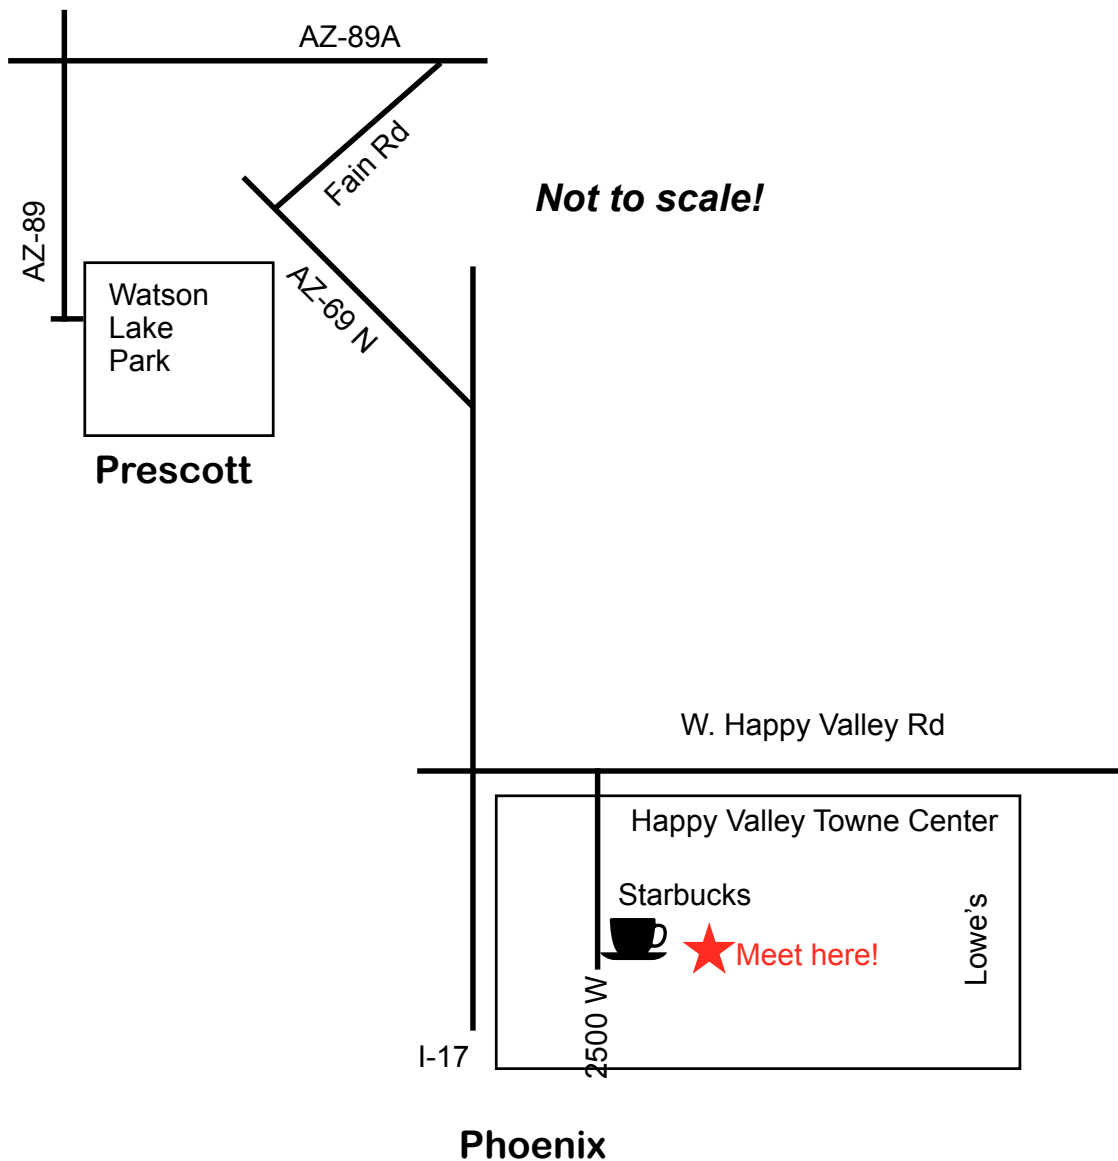 AZ-89A
Fain Rd
Not to scale!
AZ-89
AZ-69 N
Watson
Lake
Park
Prescott
W. Happy Valley Rd
Happy Valley Towne Center
Starbucks
Meet here!
Lowe's
2500 W
I-17
Phoenix